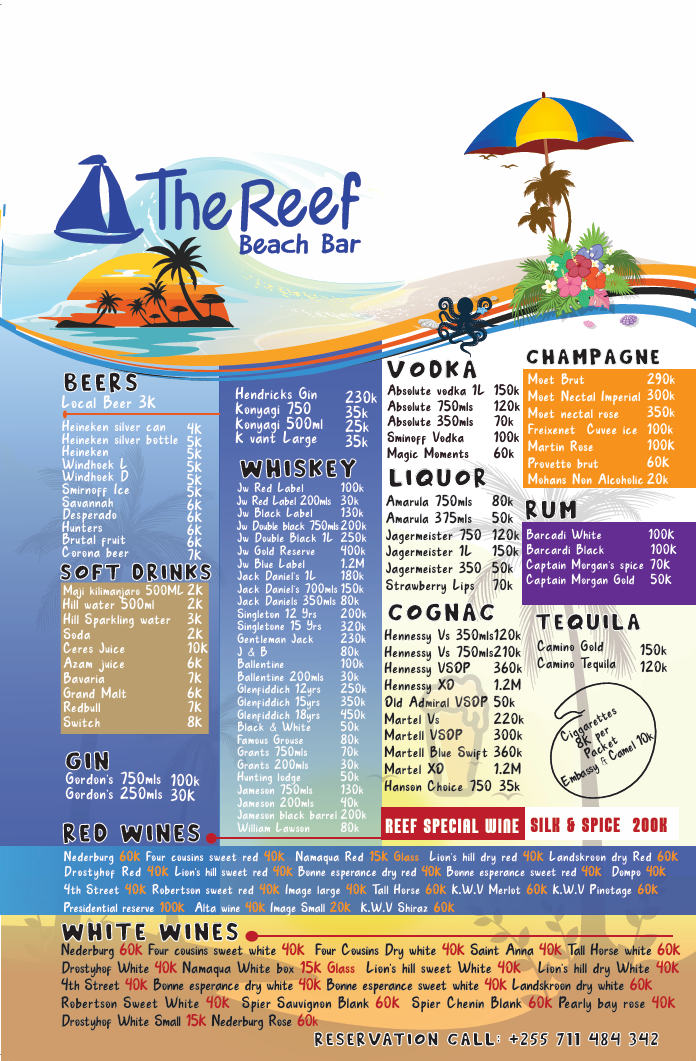 The Reef
Beach Bar
BEERS
Local Beer 3K
Heineken silver can 4K
Heineken silver bottle 5K
Heineken 5K
Windhoek L 5K
Windhoek D 5K
Smirnoff Ice 5K
Savannah 6K
Desperado 6K
Hunters 6K
Brutal fruit 6K
Corona beer 7K
SOFT DRINKS
Maji kilimanjaro 500ML 2K
Hill water 500ml 2K
Hill Sparkling water 3K
Soda 2K
Ceres Juice 10K
Azam juice 6K
Bavaria 7K
Grand Malt 6K
Redbull 7K
Switch 8K
GIN
Gordon's 750mls 100k
Gordon's 250mls 30K
Hendricks Gin 230k
Konyagi 750 35k
Konyagi 500ml 25k
K vant Large 35k
WHISKEY
Jw Red Label 100k
Jw Red Label 200mls 30k
Jw Black Label 130k
Jw Double black 750mls 200k
Jw Double Black 1L 250k
Jw Gold Reserve 400k
Jw Blue Label 1.2M
Jack Daniel's 1L 180k
Jack Daniel's 700mls 150k
Jack Daniels 350mls 80k
Singleton 12 Yrs 200k
Singletone 15 Yrs 320k
Gentleman Jack 230k
J & B 80k
Ballentine 100k
Ballentine 200mls 30k
Glenfiddich 12yrs 250k
Glenfiddich 15yrs 350k
Glenfiddich 18yrs 450k
Black & White 50k
Famous Grouse 80k
Grants 750mls 70k
Grants 200mls 30k
Hunting lodge 50k
Jameson 750mls 130k
Jameson 200mls 40k
Jameson black barrel 200k
William Lawson 80k
VODKA
Absolute vodka 1L 150k
Absolute 750mls 120k
Absolute 350mls 70k
Sminoff Vodka 100k
Magic Moments 60k
LIQUOR
Amarula 750mls 80k
Amarula 375mls 50k
Jagermeister 750 120k
Jagermeister 1L 150k
Jagermeister 350 50k
Strawberry Lips 70k
COGNAC
Hennessy Vs 350mls120k
Hennessy Vs 750mls210k
Hennessy VSOP 360k
Hennessy XO 1.2M
Old Admiral VSOP 50k
Martel Vs 220k
Martell VSOP 300k
Martell Blue Swift 360k
Martel XO 1.2M
Hanson Choice 750 35k
CHAMPAGNE
Moet Brut 290k
Moet Nectal Imperial 300k
Moet nectal rose 350k
Freixenet Cuvee ice 100k
Martin Rose 100k
Provetto brut 60k
Mohans Non Alcoholic 20k
RUM
Barcadi White 100K
Barcardi Black 100k
Captain Morgan's spice 70k
Captain Morgan Gold 50K
TEQUILA
Camino Gold 150k
Camino Tequila 120k
Ciggarettes
8K per
Packet
Embassy & Camel 10k
REEF SPECIAL WINE SILK & SPICE 200K
RED WINES
Nederburg 60K Four cousins sweet red 40K Namaqua Red 15K Glass Lion's hill dry red 40K Landskroon dry Red 60K
Drostyhof Red 40K Lion's hill sweet red 40K Bonne esperance dry red 40K Bonne esperance sweet red 40K Dompo 40K
4th Street 40K Robertson sweet red 40K Image large 40K Tall Horse 60K K.W.V Merlot 60K K.W.V Pinotage 60K
Presidential reserve 100K Alta wine 40K Image Small 20K K.W.V Shiraz 60K
WHITE WINES
Nederburg 60K Four cousins sweet white 40K Four Cousins Dry white 40K Saint Anna 40K Tall Horse white 60K
Drostyhof White 40K Namaqua White box 15K Glass Lion's hill sweet White 40K Lion's hill dry White 40K
4th Street 40K Bonne esperance dry white 40K Bonne esperance sweet white 40K Landskroon dry white 60K
Robertson Sweet White 40K Spier Sauvignon Blank 60K Spier Chenin Blank 60K Pearly bay rose 40K
Drostyhof White Small 15K Nederburg Rose 60k
RESERVATION CALL: +255 711 484 342